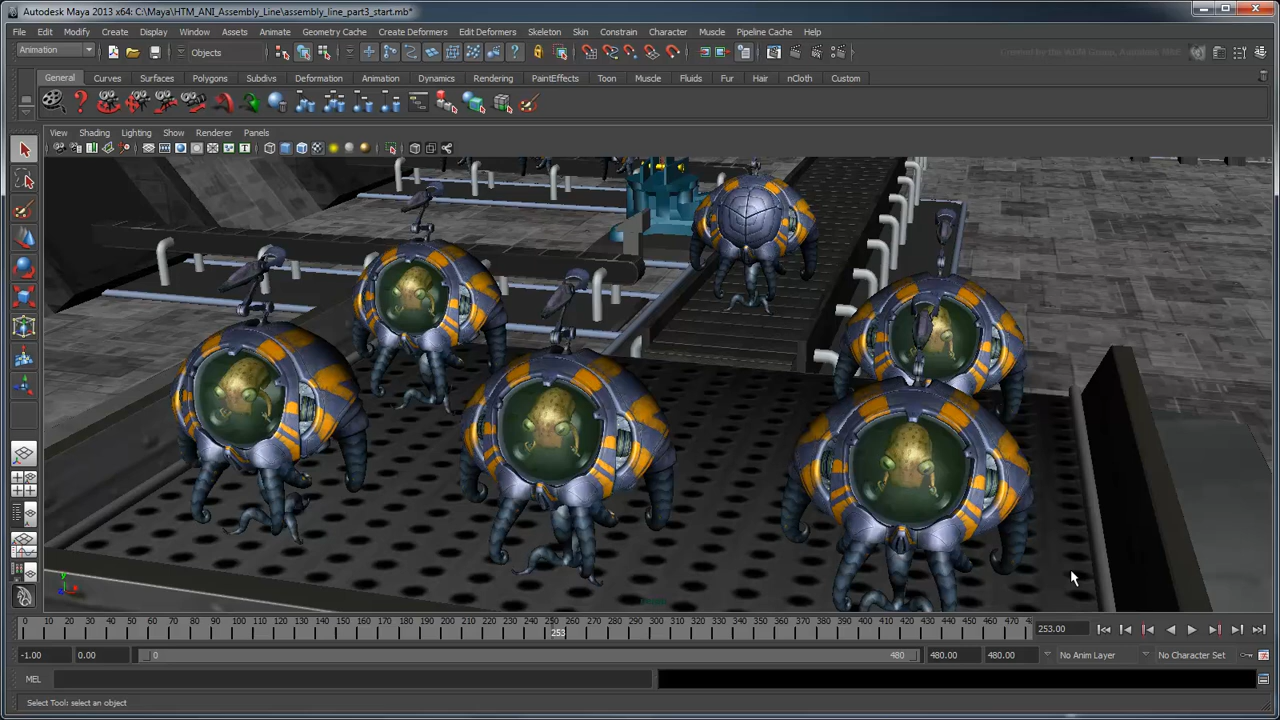 Autodesk Maya 2013 x64: C:\Maya\HTM_ANI_Assembly_Line\assembly_line_part3_start.mb*
File Edit Modify Create Display Window Assets Animate Geometry Cache Create Deformers Edit Deformers Skeleton Skin Constrain Character Muscle Pipeline Cache Help
Animation Objects
General Curves Surfaces Polygons Subdivs Deformation Animation Dynamics Rendering PaintEffects Toon Muscle Fluids Fur Hair nCloth Custom
View Shading Lighting Show Renderer Panels
0 10 20 30 40 50 60 70 80 90 100 110 120 130 140 150 160 170 180 190 200 210 220 230 240 250 260 270 280 290 300 310 320 330 340 350 360 370 380 390 400 410 420 430 440 450 460 47
253 253.00
-1.00 0.00 0 480 480.00 480.00 No Anim Layer No Character Set
MEL
Select Tool: select an object